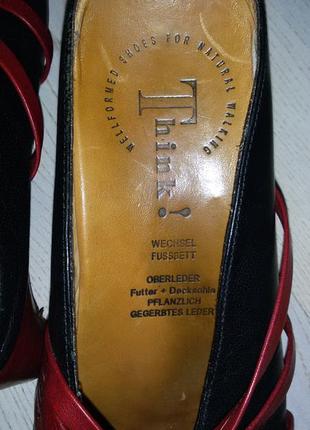 WELLFORMED SHOES FOR NATURAL WALKING
Think!
WECHSEL
FUSSBETT
OBERLEDER
Futter + Decksohle
PFLANZLICH
GEGERBTES LEDER